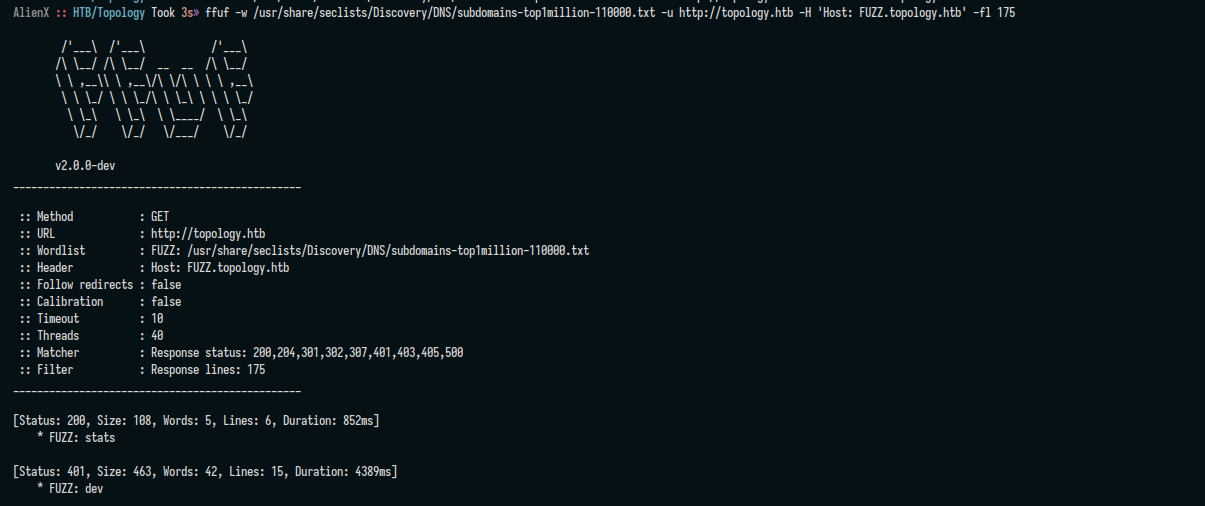 AlienX :: HTB/Topology Took 3s» ffuf -w /usr/share/seclists/Discovery/DNS/subdomains-top1million-110000.txt -u http://topology.htb -H 'Host: FUZZ.topology.htb' -fl 175
        /'___\  /'___\           /'___\
       /\ \__/ /\ \__/  __  __  /\ \__/
       \ \ ,__\\ \ ,__\/\ \/\ \ \ \ ,__\
        \ \ \_/ \ \ \_/\ \ \_\ \ \ \ \_/
         \ \_\   \ \_\  \ \____/  \ \_\
          \/_/    \/_/   \/___/    \/_/
       v2.0.0-dev
________________________________________________
 :: Method           : GET
 :: URL              : http://topology.htb
 :: Wordlist         : FUZZ: /usr/share/seclists/Discovery/DNS/subdomains-top1million-110000.txt
 :: Header           : Host: FUZZ.topology.htb
 :: Follow redirects : false
 :: Calibration      : false
 :: Timeout          : 10
 :: Threads          : 40
 :: Matcher          : Response status: 200,204,301,302,307,401,403,405,500
 :: Filter           : Response lines: 175
________________________________________________
[Status: 200, Size: 108, Words: 5, Lines: 6, Duration: 852ms]
    * FUZZ: stats
[Status: 401, Size: 463, Words: 42, Lines: 15, Duration: 4389ms]
    * FUZZ: dev